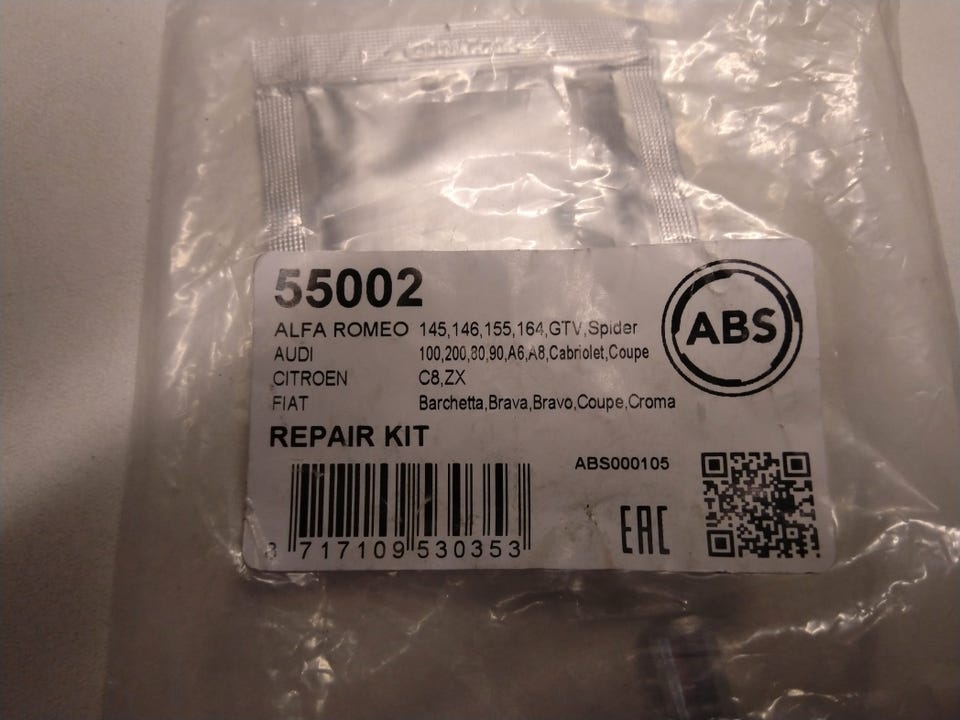 55002
ABS
ALFA ROMEO 145,146,155,164,GTV,Spider
AUDI 100,200,80,90,A6,A8,Cabriolet,Coupe
CITROEN C8,ZX
FIAT Barchetta,Brava,Bravo,Coupe,Croma
REPAIR KIT
ABS000105
EAC
8 717109 530353